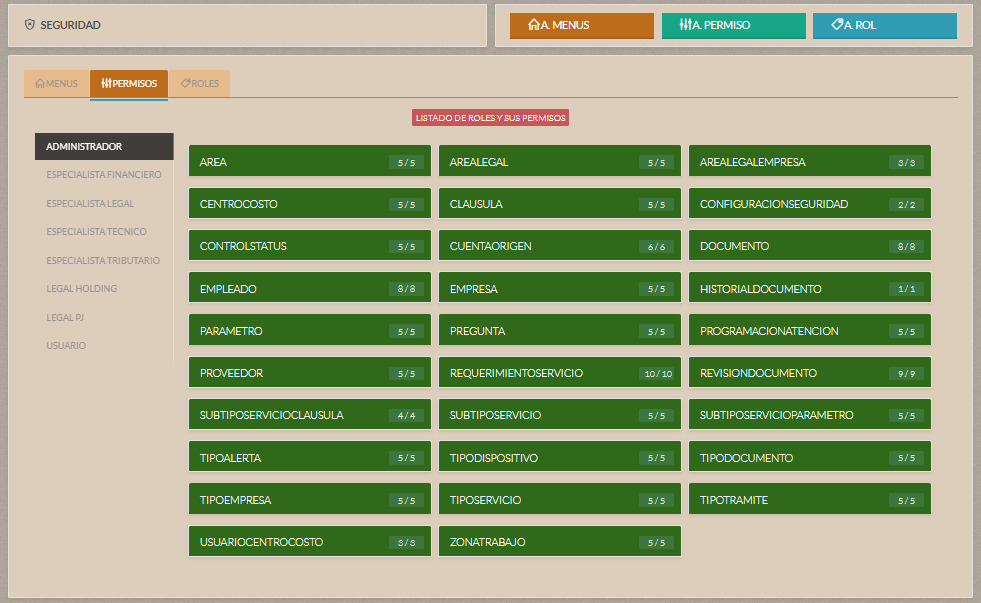 SEGURIDAD
A. MENUS
A. PERMISO
A. ROL
MENUS
PERMISOS
ROLES
LISTADO DE ROLES Y SUS PERMISOS
ADMINISTRADOR
ESPECIALISTA FINANCIERO
ESPECIALISTA LEGAL
ESPECIALISTA TECNICO
ESPECIALISTA TRIBUTARIO
LEGAL HOLDING
LEGAL PJ
USUARIO
AREA 5 / 5
AREALEGAL 5 / 5
AREALEGALEMPRESA 3 / 3
CENTROCOSTO 5 / 5
CLAUSULA 5 / 5
CONFIGURACIONSEGURIDAD 2 / 2
CONTROLSTATUS 5 / 5
CUENTAORIGEN 6 / 6
DOCUMENTO 8 / 8
EMPLEADO 8 / 8
EMPRESA 5 / 5
HISTORIALDOCUMENTO 1 / 1
PARAMETRO 5 / 5
PREGUNTA 5 / 5
PROGRAMACIONATENCION 5 / 5
PROVEEDOR 5 / 5
REQUERIMIENTOSERVICIO 10 / 10
REVISIONDOCUMENTO 9 / 9
SUBTIPOSERVICIOCLAUSULA 4 / 4
SUBTIPOSERVICIO 5 / 5
SUBTIPOSERVICIOPARAMETRO 5 / 5
TIPOALERTA 5 / 5
TIPODISPOSITIVO 5 / 5
TIPODOCUMENTO 5 / 5
TIPOEMPRESA 5 / 5
TIPOSERVICIO 5 / 5
TIPOTRAMITE 5 / 5
USUARIOCENTROCOSTO 3 / 3
ZONATRABAJO 5 / 5